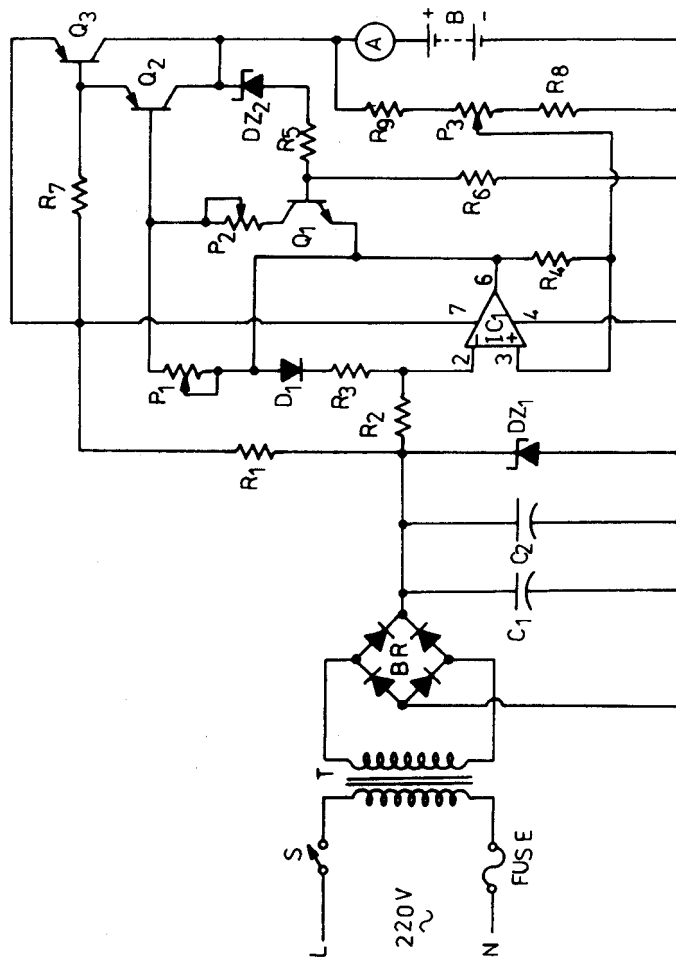 L
S
220V
∼
N
FUSE
T
BR
C1
C2
DZ1
R1
R2
R3
D1
P1
2
3
−
+
IC1
7
4
6
R4
P2
Q1
R5
R6
DZ2
Q2
Q3
R7
R9
P3
R8
A
+
B
-